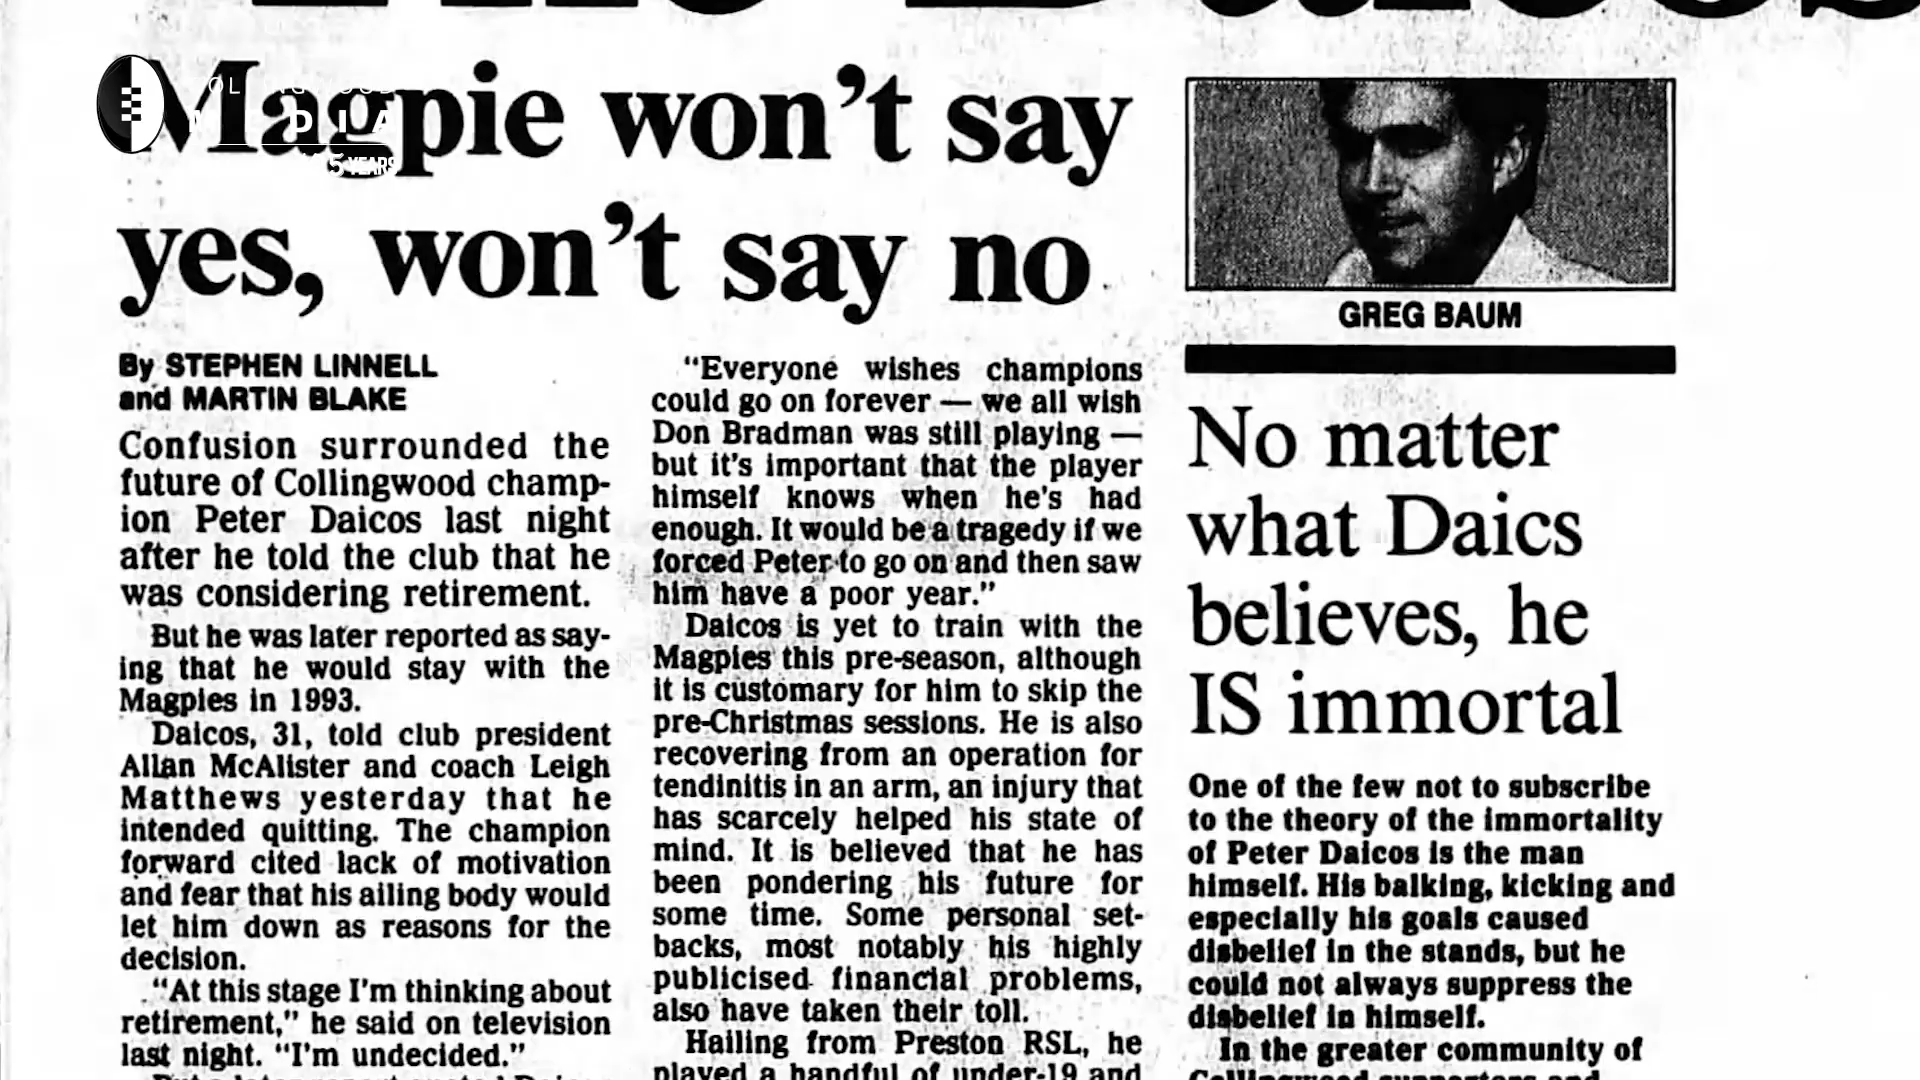 Magpie won't say
yes, won't say no
By STEPHEN LINNELL
and MARTIN BLAKE
Confusion surrounded the
future of Collingwood champ-
ion Peter Daicos last night
after he told the club that he
was considering retirement.
But he was later reported as say-
ing that he would stay with the
Magpies in 1993.
Daicos, 31, told club president
Allan McAlister and coach Leigh
Matthews yesterday that he
intended quitting. The champion
forward cited lack of motivation
and fear that his ailing body would
let him down as reasons for the
decision.
"At this stage I'm thinking about
retirement," he said on television
last night. "I'm undecided."
"Everyone wishes champions
could go on forever — we all wish
Don Bradman was still playing —
but it's important that the player
himself knows when he's had
enough. It would be a tragedy if we
forced Peter to go on and then saw
him have a poor year."
Daicos is yet to train with the
Magpies this pre-season, although
it is customary for him to skip the
pre-Christmas sessions. He is also
recovering from an operation for
tendinitis in an arm, an injury that
has scarcely helped his state of
mind. It is believed that he has
been pondering his future for
some time. Some personal set-
backs, most notably his highly
publicised financial problems,
also have taken their toll.
Hailing from Preston RSL, he
played a handful of under-19 and
GREG BAUM
No matter
what Daics
believes, he
IS immortal
One of the few not to subscribe
to the theory of the immortality
of Peter Daicos is the man
himself. His balking, kicking and
especially his goals caused
disbelief in the stands, but he
could not always suppress the
disbelief in himself.
In the greater community of
YEARS